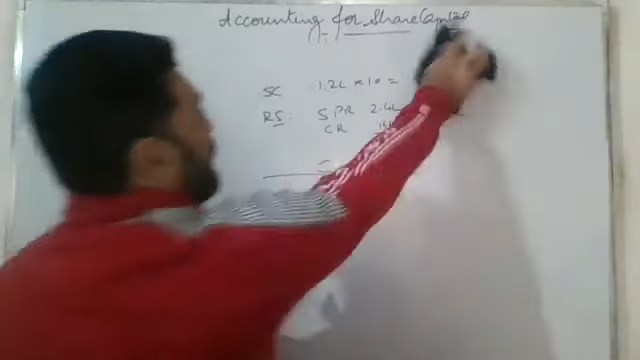 Accounting for Share Capital
SC 1.2L × 10 =
RS: SPR 2.4L
CR